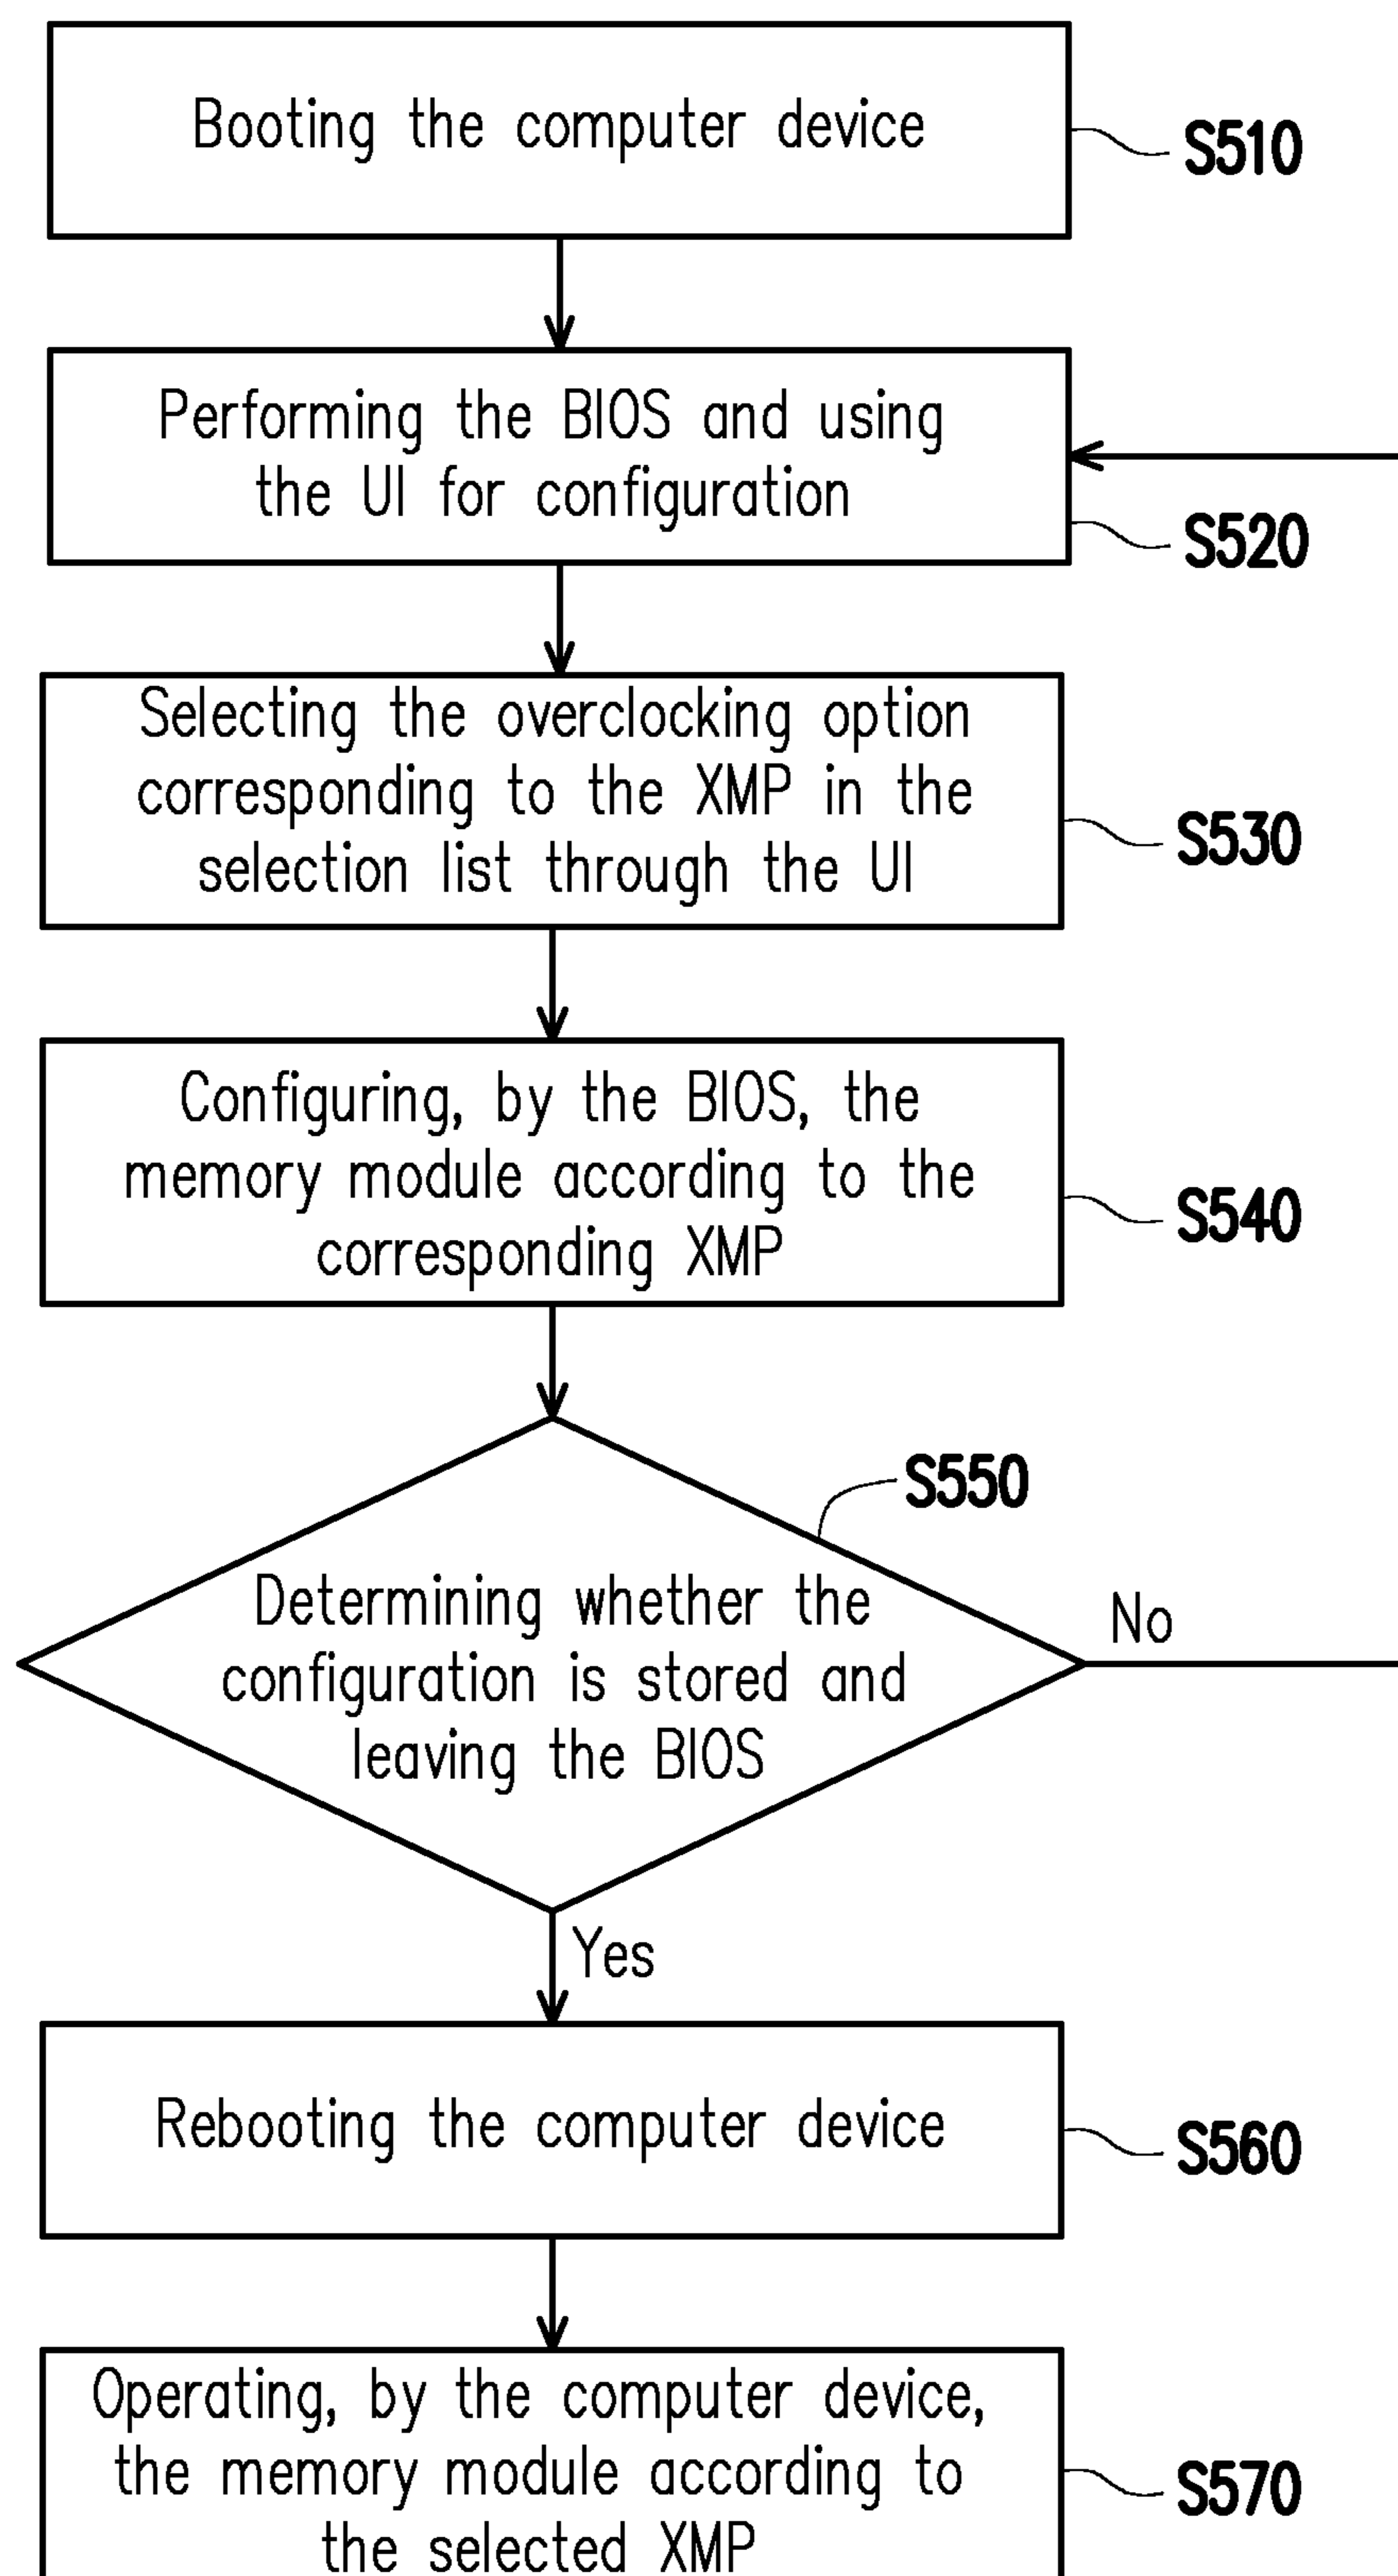 Booting the computer device
S510
Performing the BIOS and using
the UI for configuration
S520
Selecting the overclocking option
corresponding to the XMP in the
selection list through the UI
S530
Configuring, by the BIOS, the
memory module according to the
corresponding XMP
S540
S550
Determining whether the
configuration is stored and
leaving the BIOS
No
Yes
Rebooting the computer device
S560
Operating, by the computer device,
the memory module according to
the selected XMP
S570